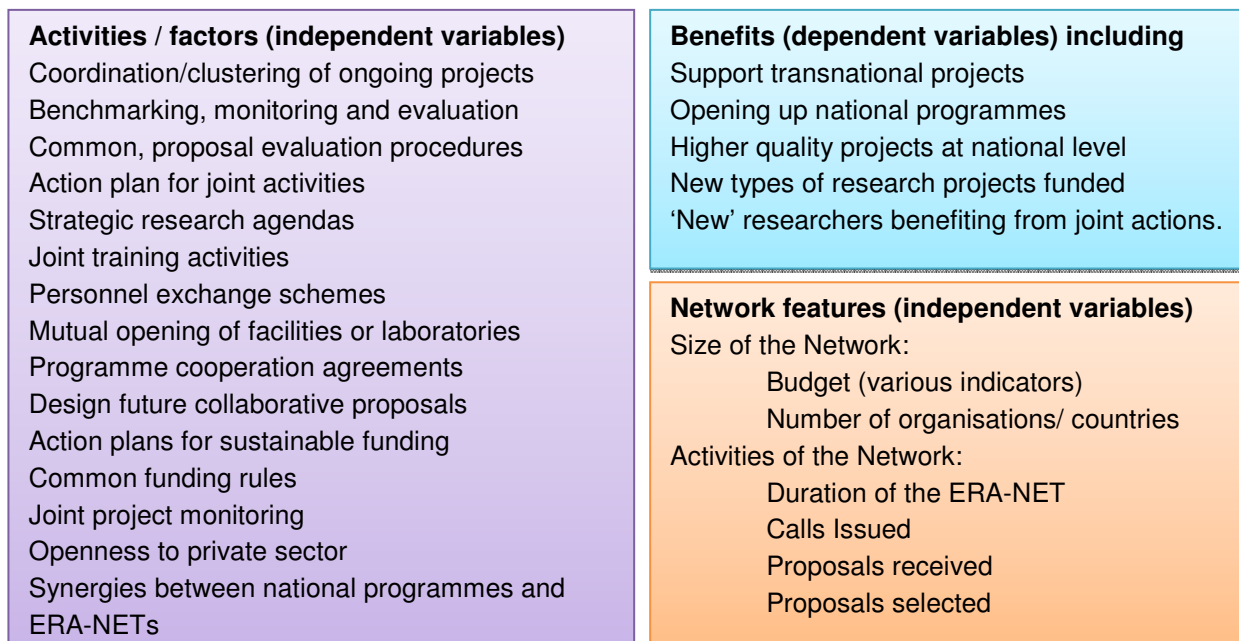 Activities / factors (independent variables)
Coordination/clustering of ongoing projects
Benchmarking, monitoring and evaluation
Common, proposal evaluation procedures
Action plan for joint activities
Strategic research agendas
Joint training activities
Personnel exchange schemes
Mutual opening of facilities or laboratories
Programme cooperation agreements
Design future collaborative proposals
Action plans for sustainable funding
Common funding rules
Joint project monitoring
Openness to private sector
Synergies between national programmes and
ERA-NETs
Benefits (dependent variables) including
Support transnational projects
Opening up national programmes
Higher quality projects at national level
New types of research projects funded
‘New’ researchers benefiting from joint actions.
Network features (independent variables)
Size of the Network:
Budget (various indicators)
Number of organisations/ countries
Activities of the Network:
Duration of the ERA-NET
Calls Issued
Proposals received
Proposals selected